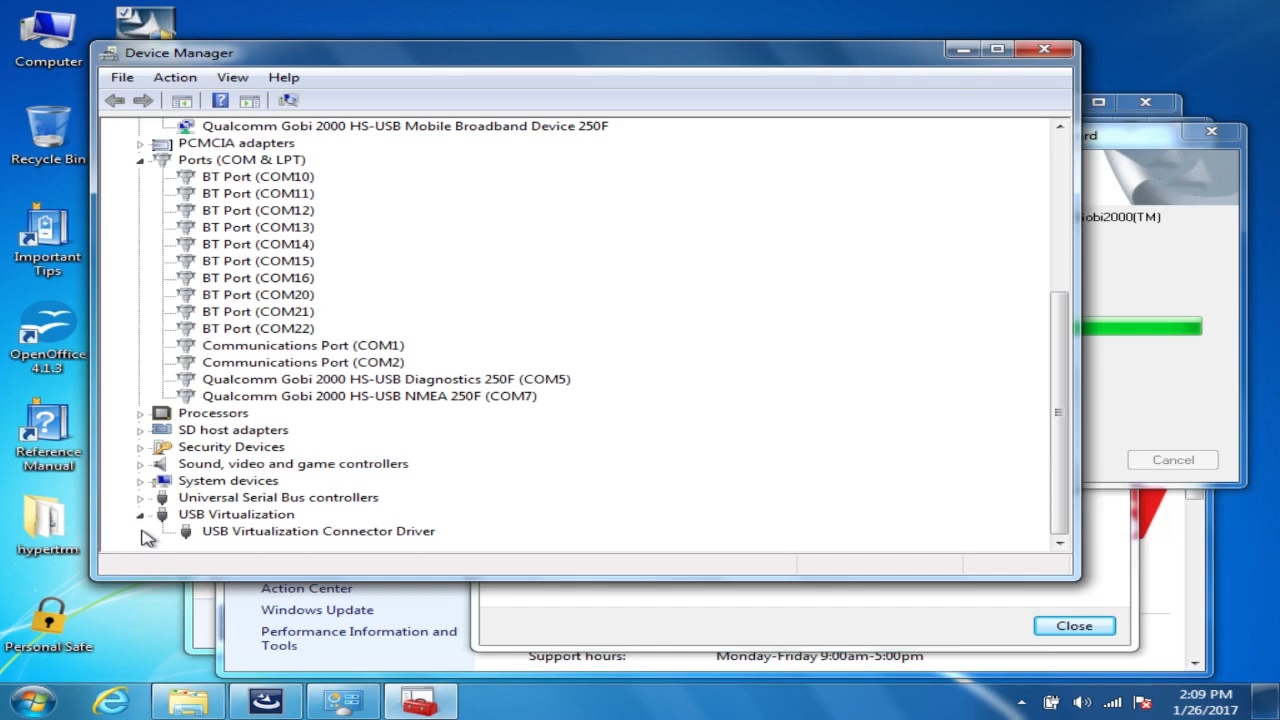 Computer
Recycle Bin
Important
Tips
OpenOffice
4.1.3
Reference
Manual
hypertrm
Personal Safe
Device Manager
File Action View Help
Qualcomm Gobi 2000 HS-USB Mobile Broadband Device 250F
PCMCIA adapters
Ports (COM & LPT)
BT Port (COM10)
BT Port (COM11)
BT Port (COM12)
BT Port (COM13)
BT Port (COM14)
BT Port (COM15)
BT Port (COM16)
BT Port (COM20)
BT Port (COM21)
BT Port (COM22)
Communications Port (COM1)
Communications Port (COM2)
Qualcomm Gobi 2000 HS-USB Diagnostics 250F (COM5)
Qualcomm Gobi 2000 HS-USB NMEA 250F (COM7)
Processors
SD host adapters
Security Devices
Sound, video and game controllers
System devices
Universal Serial Bus controllers
USB Virtualization
USB Virtualization Connector Driver
rd
obi2000(TM)
Cancel
Action Center
Windows Update
Performance Information and
Tools
Close
Support hours: Monday-Friday 9:00am-5:00pm
2:09 PM
1/26/2017